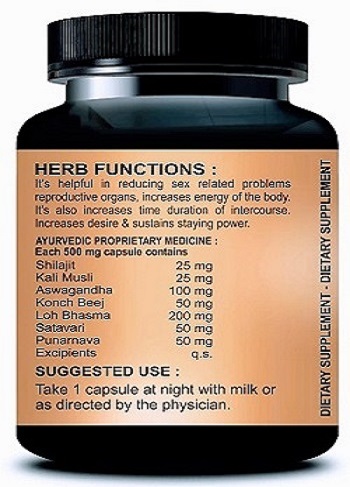 HERB FUNCTIONS :
It's helpful in reducing sex related problems
reproductive organs, increases energy of the body.
It's also increases time duration of intercourse.
Increases desire & sustains staying power.
AYURVEDIC PROPRIETARY MEDICINE :
Each 500 mg capsule contains
Shilajit 25 mg
Kali Musli 25 mg
Aswagandha 100 mg
Konch Beej 50 mg
Loh Bhasma 200 mg
Satavari 50 mg
Punarnava 50 mg
Excipients q.s.
SUGGESTED USE :
Take 1 capsule at night with milk or
as directed by the physician.
DIETARY SUPPLEMENT - DIETARY SUPPLEMENT